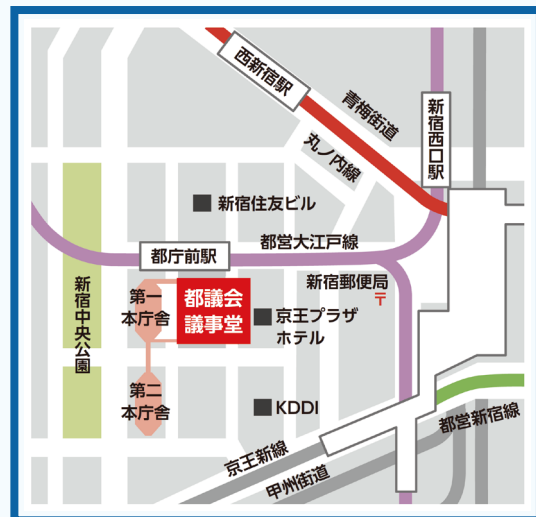 西新宿駅
青梅街道
丸ノ内線
新宿西口駅
新宿住友ビル
都庁前駅
都営大江戸線
新宿郵便局
〒
新宿中央公園
第一
本庁舎
都議会
議事堂
京王プラザ
ホテル
第二
本庁舎
KDDI
京王新線
甲州街道
都営新宿線